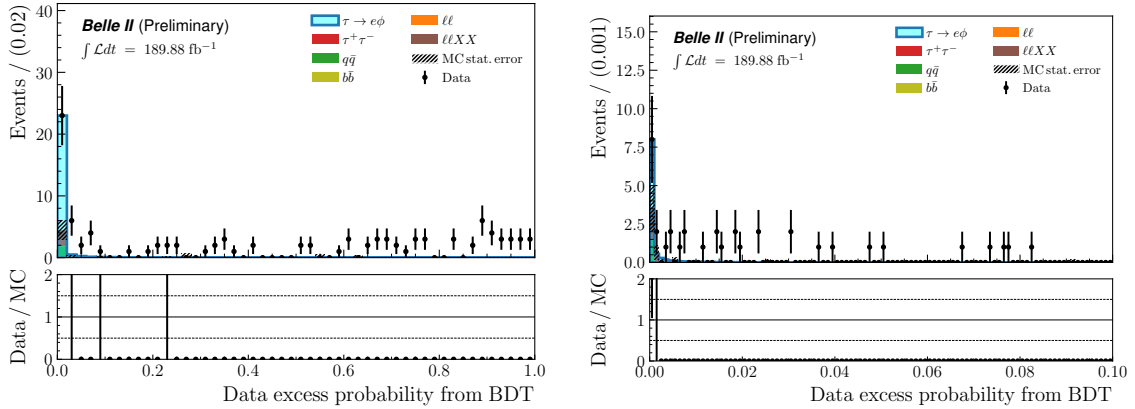 Belle II (Preliminary)
∫ ℒdt = 189.88 fb⁻¹
τ → eϕ
τ⁺τ⁻
qq̄
bb̄
ℓℓ
ℓℓXX
MC stat. error
Data
Events / (0.02)
40
30
20
10
0
Data / MC
2
1
0
0.0 0.2 0.4 0.6 0.8 1.0
Data excess probability from BDT
Belle II (Preliminary)
∫ ℒdt = 189.88 fb⁻¹
τ → eϕ
τ⁺τ⁻
qq̄
bb̄
ℓℓ
ℓℓXX
MC stat. error
Data
Events / (0.001)
15.0
12.5
10.0
7.5
5.0
2.5
0.0
Data / MC
2
1
0
0.00 0.02 0.04 0.06 0.08 0.10
Data excess probability from BDT